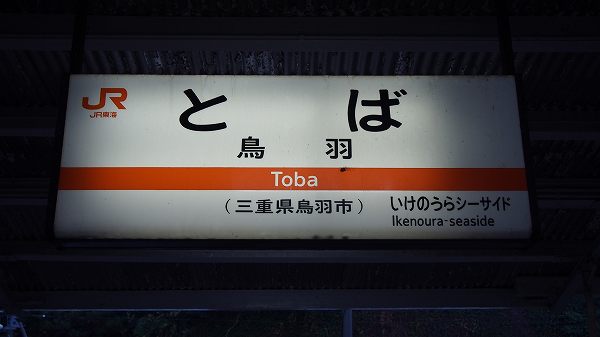 JR
JR東海
とば
鳥羽
Toba
(三重県鳥羽市)
いけのうらシーサイド
Ikenoura-seaside